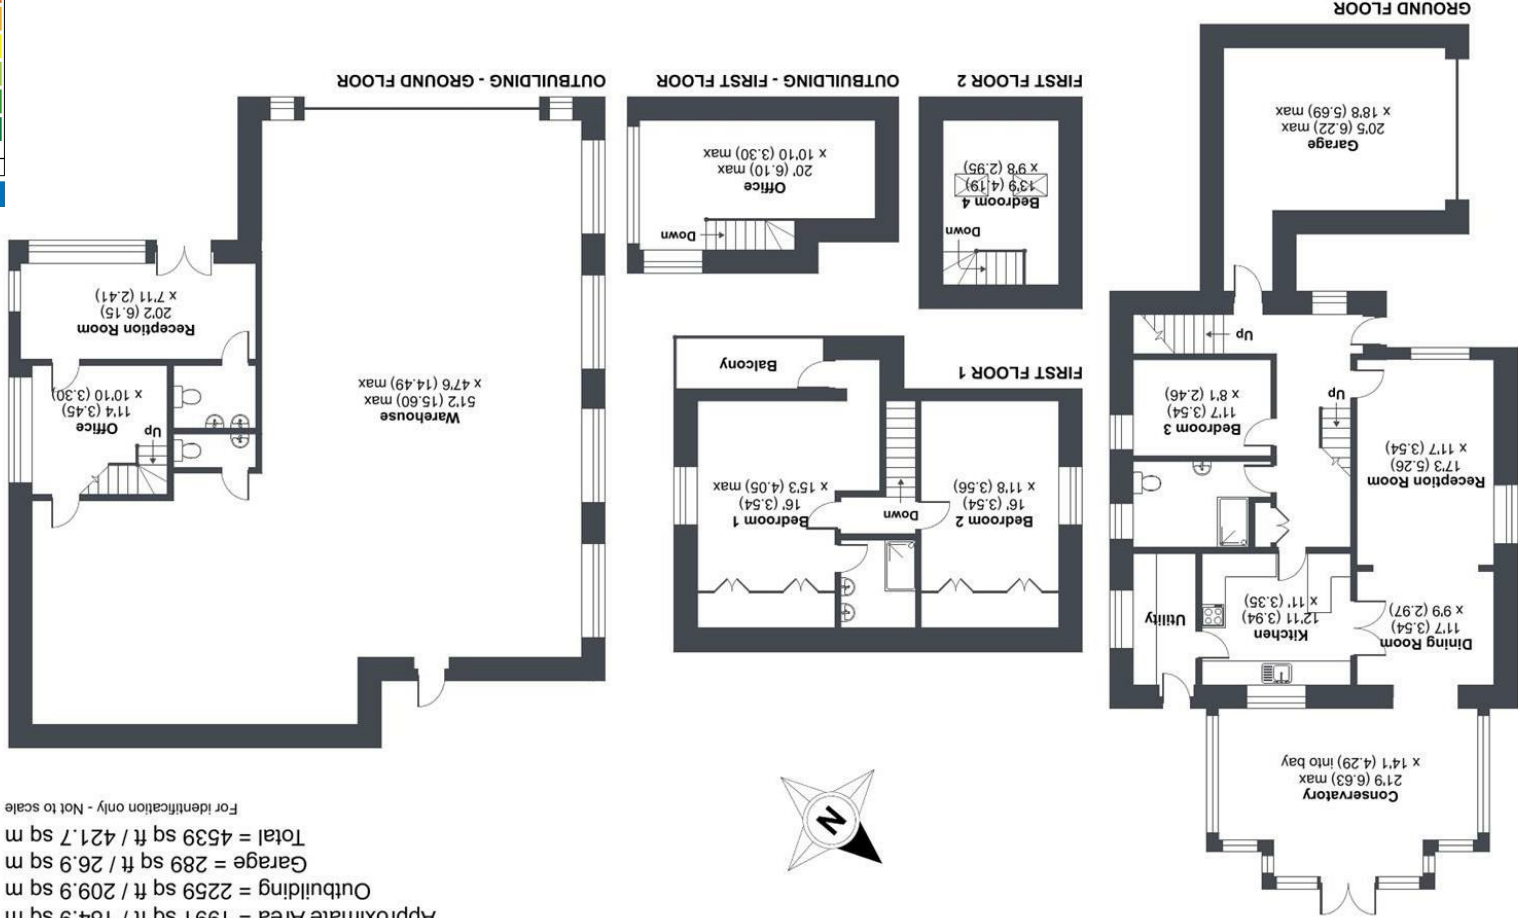 Approximate Area = 1991 sq ft / 184.9 sq m
Outbuilding = 2259 sq ft / 209.9 sq m
Garage = 289 sq ft / 26.9 sq m
Total = 4539 sq ft / 421.7 sq m
For identification only - Not to scale
N
Conservatory
21'9 (6.63) max
x 14'1 (4.29) into bay
Dining Room
11'7 (3.54)
x 9'9 (2.97)
Kitchen
12'11 (3.94)
x 11' (3.35)
Utility
Reception Room
17'3 (5.26)
x 11'7 (3.54)
Up
Bedroom 3
11'7 (3.54)
x 8'1 (2.46)
Up
Garage
20'5 (6.22) max
x 18'8 (5.69) max
GROUND FLOOR
Bedroom 2
16' (3.54)
x 11'8 (3.56)
Down
Bedroom 1
16' (3.54)
x 15'3 (4.05) max
Balcony
FIRST FLOOR 1
Down
Bedroom 4
13'9 (4.19)
x 9'8 (2.95)
FIRST FLOOR 2
Down
Office
20' (6.10) max
x 10'10 (3.30) max
OUTBUILDING - FIRST FLOOR
Warehouse
51'2 (15.60) max
x 47'6 (14.49) max
Up
Office
11'4 (3.45)
x 10'10 (3.30)
Reception Room
20'2 (6.15)
x 7'11 (2.41)
OUTBUILDING - GROUND FLOOR